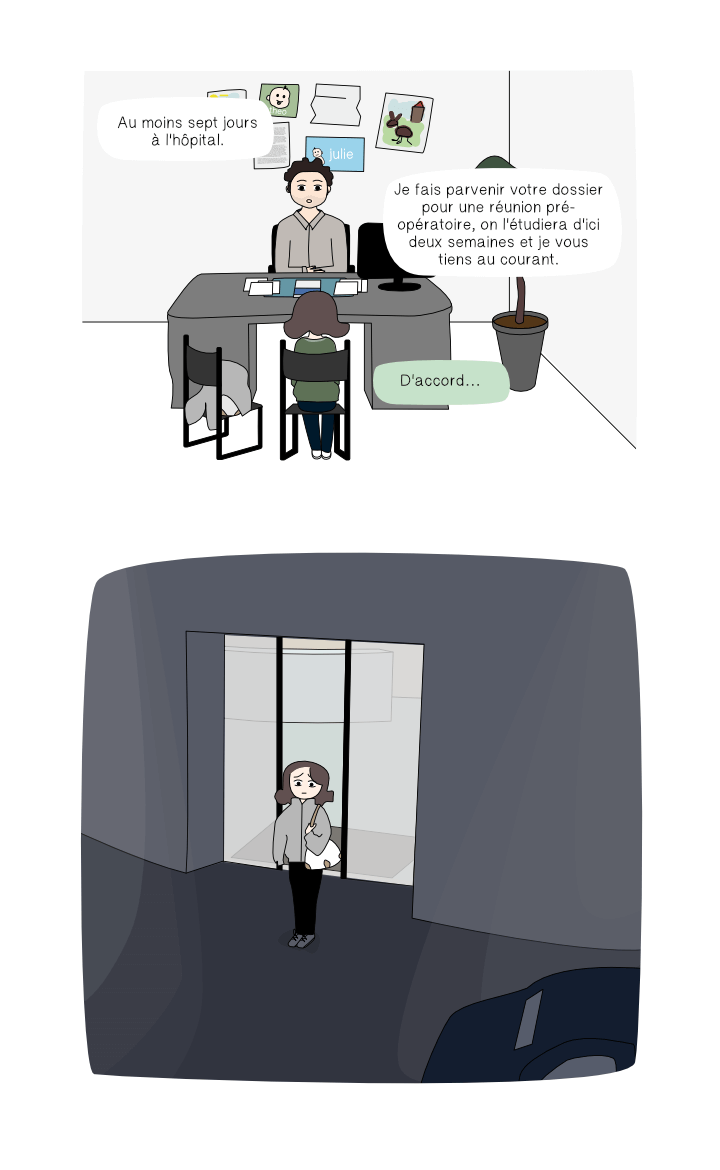 Au moins sept jours
à l'hôpital.
théo
julie
Je fais parvenir votre dossier
pour une réunion pré-
opératoire, on l'étudiera d'ici
deux semaines et je vous
tiens au courant.
D'accord...